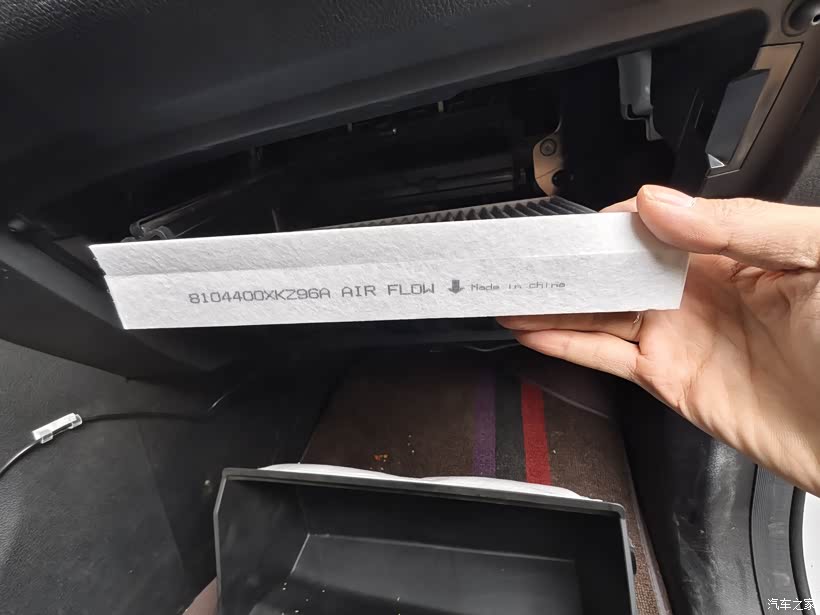 8104400XKZ96A AIR FLOW Made in china
汽车之家